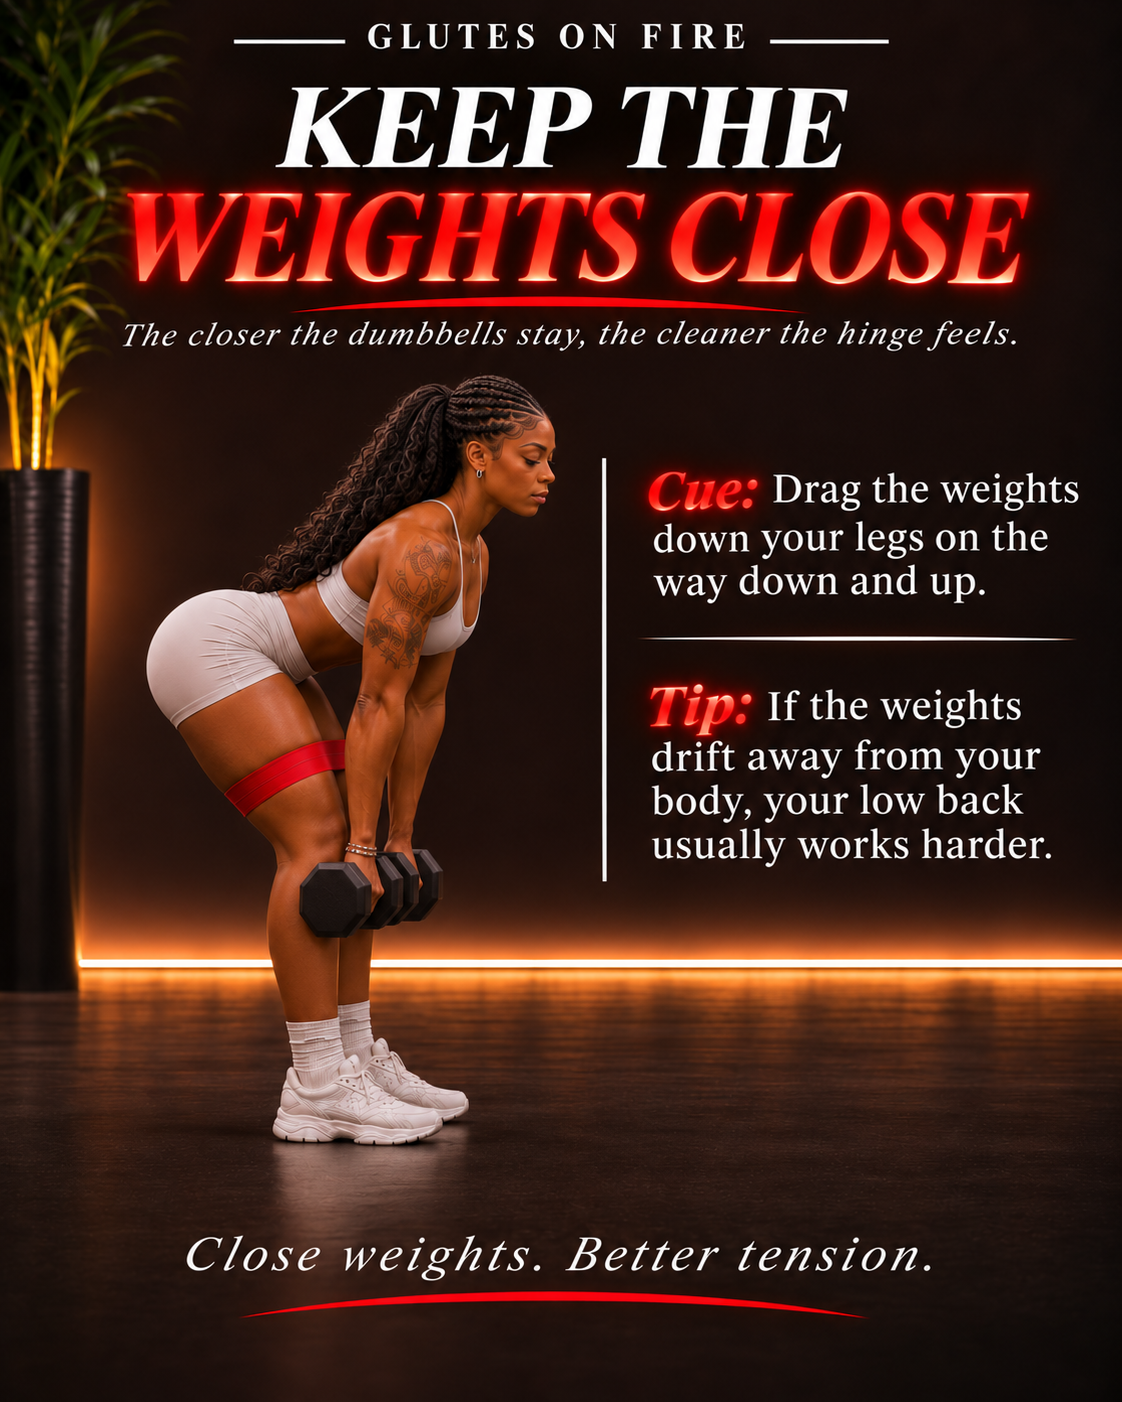 GLUTES ON FIRE
KEEP THE
WEIGHTS CLOSE
The closer the dumbbells stay, the cleaner the hinge feels.
Cue: Drag the weights
down your legs on the
way down and up.
Tip: If the weights
drift away from your
body, your low back
usually works harder.
Close weights. Better tension.